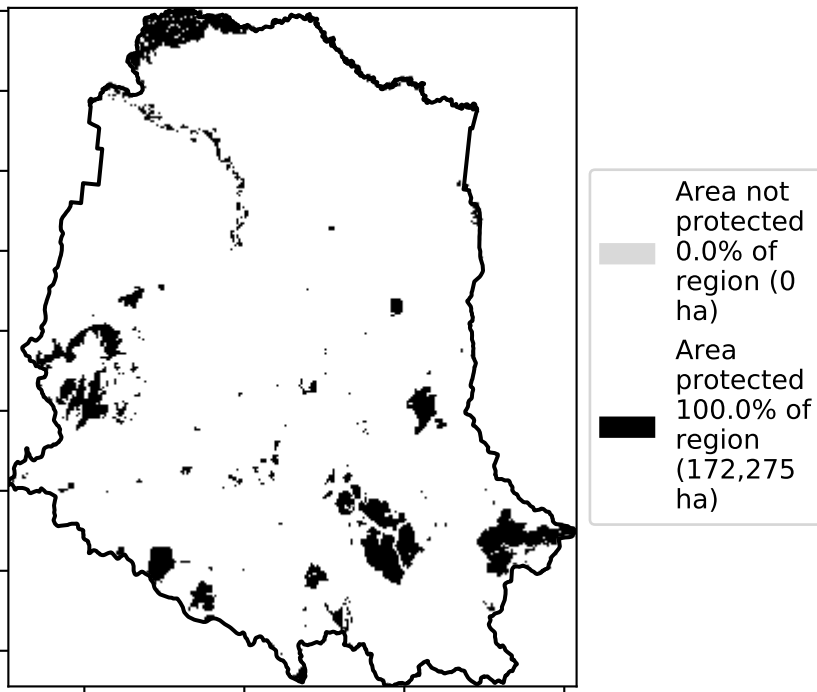 Area not
protected
0.0% of
region (0
ha)
Area
protected
100.0% of
region
(172,275
ha)